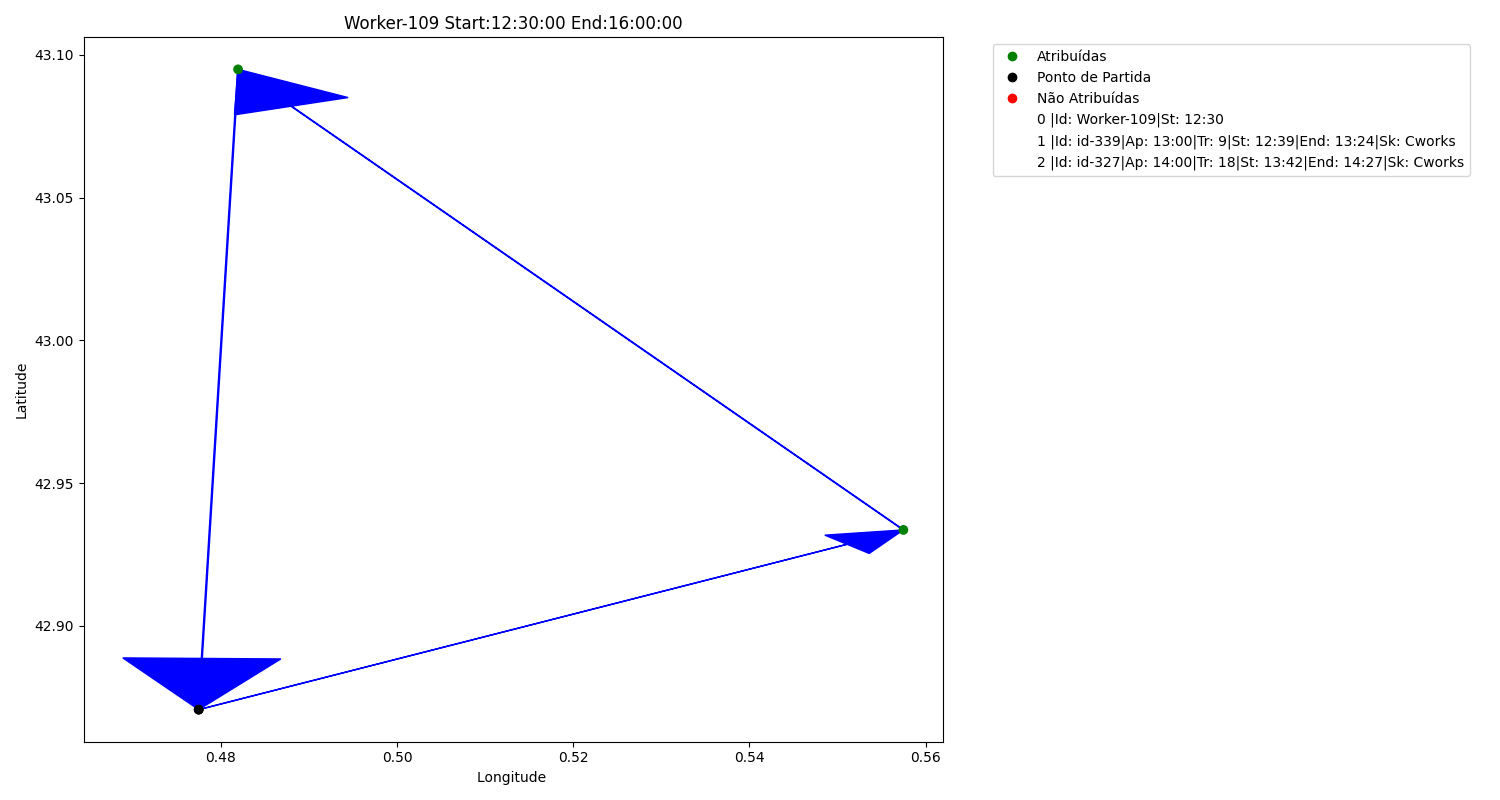 Worker-109 Start:12:30:00 End:16:00:00
43.10
43.05
43.00
42.95
42.90
Latitude
0.48 0.50 0.52 0.54 0.56
Longitude
Atribuídas
Ponto de Partida
Não Atribuídas
0 |Id: Worker-109|St: 12:30
1 |Id: id-339|Ap: 13:00|Tr: 9|St: 12:39|End: 13:24|Sk: Cworks
2 |Id: id-327|Ap: 14:00|Tr: 18|St: 13:42|End: 14:27|Sk: Cworks